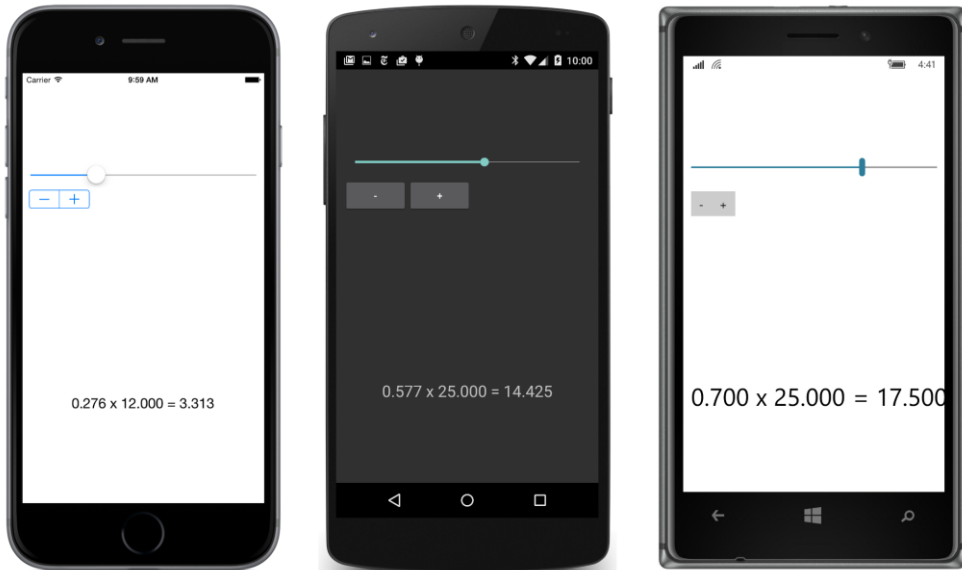 Carrier 9:59 AM
− +
0.276 x 12.000 = 3.313
10:00
- +
0.577 x 25.000 = 14.425
4:41
- +
0.700 x 25.000 = 17.500